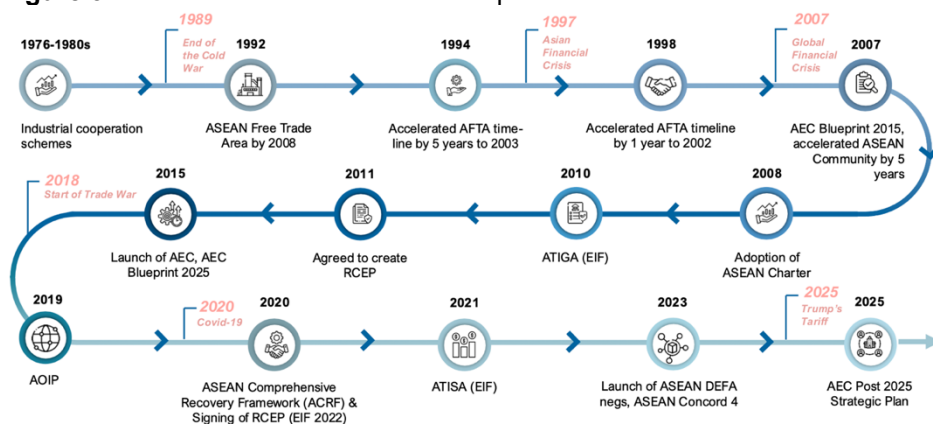 1989
End of
the Cold
War
1997
Asian
Financial
Crisis
2007
Global
Financial
Crisis
1976-1980s
1992
1994
1998
2007
Industrial cooperation
schemes
ASEAN Free Trade
Area by 2008
Accelerated AFTA time-
line by 5 years to 2003
Accelerated AFTA timeline
by 1 year to 2002
AEC Blueprint 2015,
accelerated ASEAN
Community by 5
years
2018
Start of Trade War
2015
2011
2010
2008
Launch of AEC, AEC
Blueprint 2025
Agreed to create
RCEP
ATIGA (EIF)
Adoption of
ASEAN Charter
2019
2020
Covid-19
2020
2021
2023
2025
Trump's
Tariff
2025
AOIP
ASEAN Comprehensive
Recovery Framework (ACRF) &
Signing of RCEP (EIF 2022)
ATISA (EIF)
Launch of ASEAN DEFA
negs, ASEAN Concord 4
AEC Post 2025
Strategic Plan